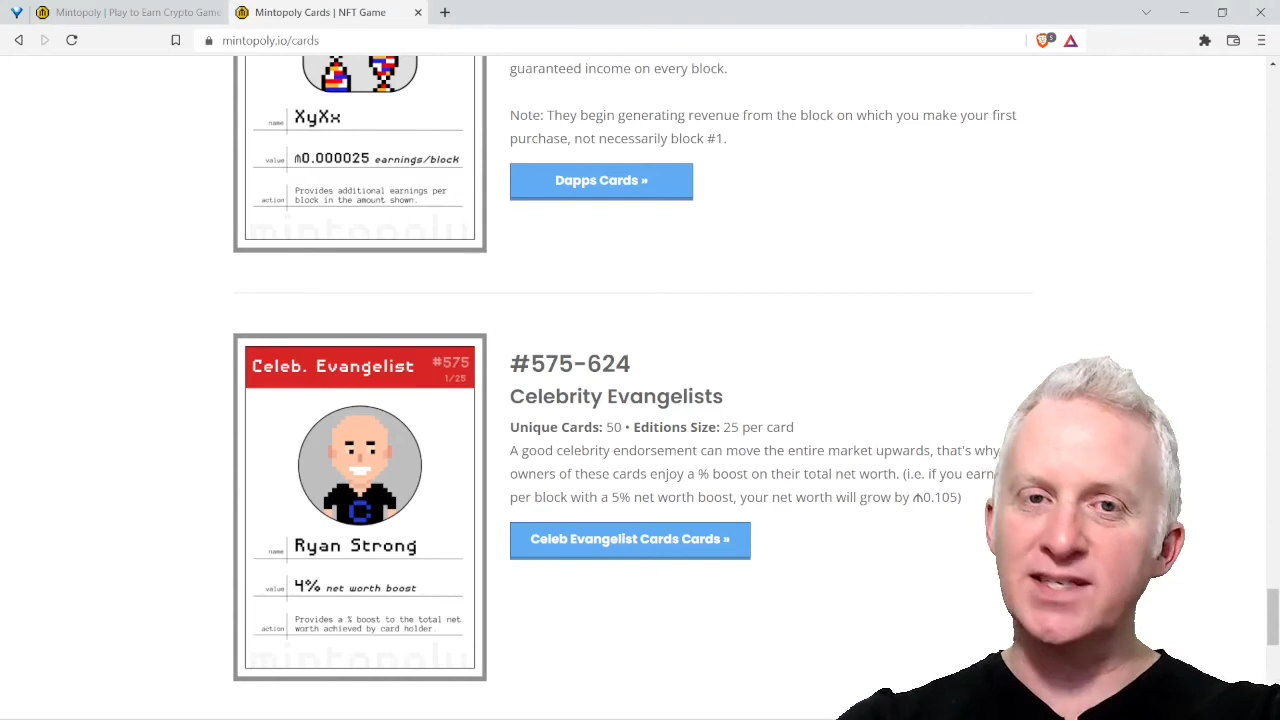 Mintopoly | Play to Earn Crypto Game
Mintopoly Cards | NFT Game
mintopoly.io/cards
5
guaranteed income on every block.
Note: They begin generating revenue from the block on which you make your first
purchase, not necessarily block #1.
Dapps Cards »
name XyXx
value ₼0.000025 earnings/block
action Provides additional earnings per
block in the amount shown.
mintopoly
Celeb. Evangelist #575
1/25
name Ryan Strong
value 4% net worth boost
action Provides a % boost to the total net
worth achieved by card holder.
mintopoly
#575-624
Celebrity Evangelists
Unique Cards: 50 • Editions Size: 25 per card
A good celebrity endorsement can move the entire market upwards, that's why
owners of these cards enjoy a % boost on their total net worth. (i.e. if you earn
per block with a 5% net worth boost, your net worth will grow by ₼0.105)
Celeb Evangelist Cards Cards »